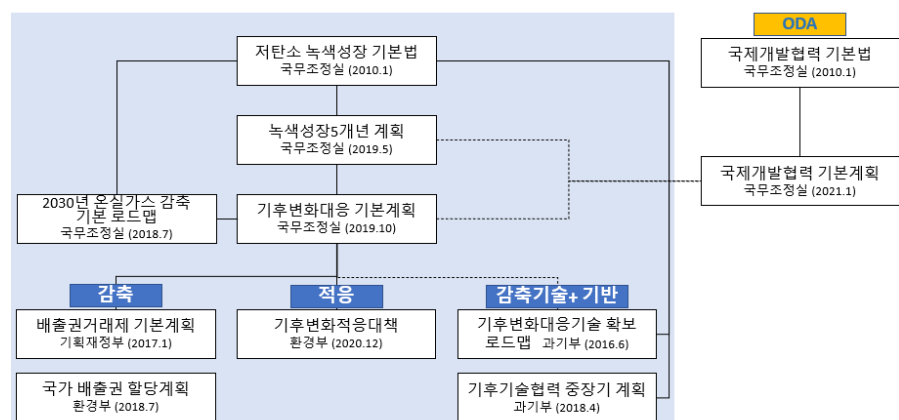 ODA
저탄소 녹색성장 기본법
국무조정실 (2010.1)
국제개발협력 기본법
국무조정실 (2010.1)
녹색성장5개년 계획
국무조정실 (2019.5)
국제개발협력 기본계획
국무조정실 (2021.1)
2030년 온실가스 감축
기본 로드맵
국무조정실 (2018.7)
기후변화대응 기본계획
국무조정실 (2019.10)
감축
적응
감축기술+ 기반
배출권거래제 기본계획
기획재정부 (2017.1)
기후변화적응대책
환경부 (2020.12)
기후변화대응기술 확보
로드맵 과기부 (2016.6)
국가 배출권 할당계획
환경부 (2018.7)
기후기술협력 중장기 계획
과기부 (2018.4)